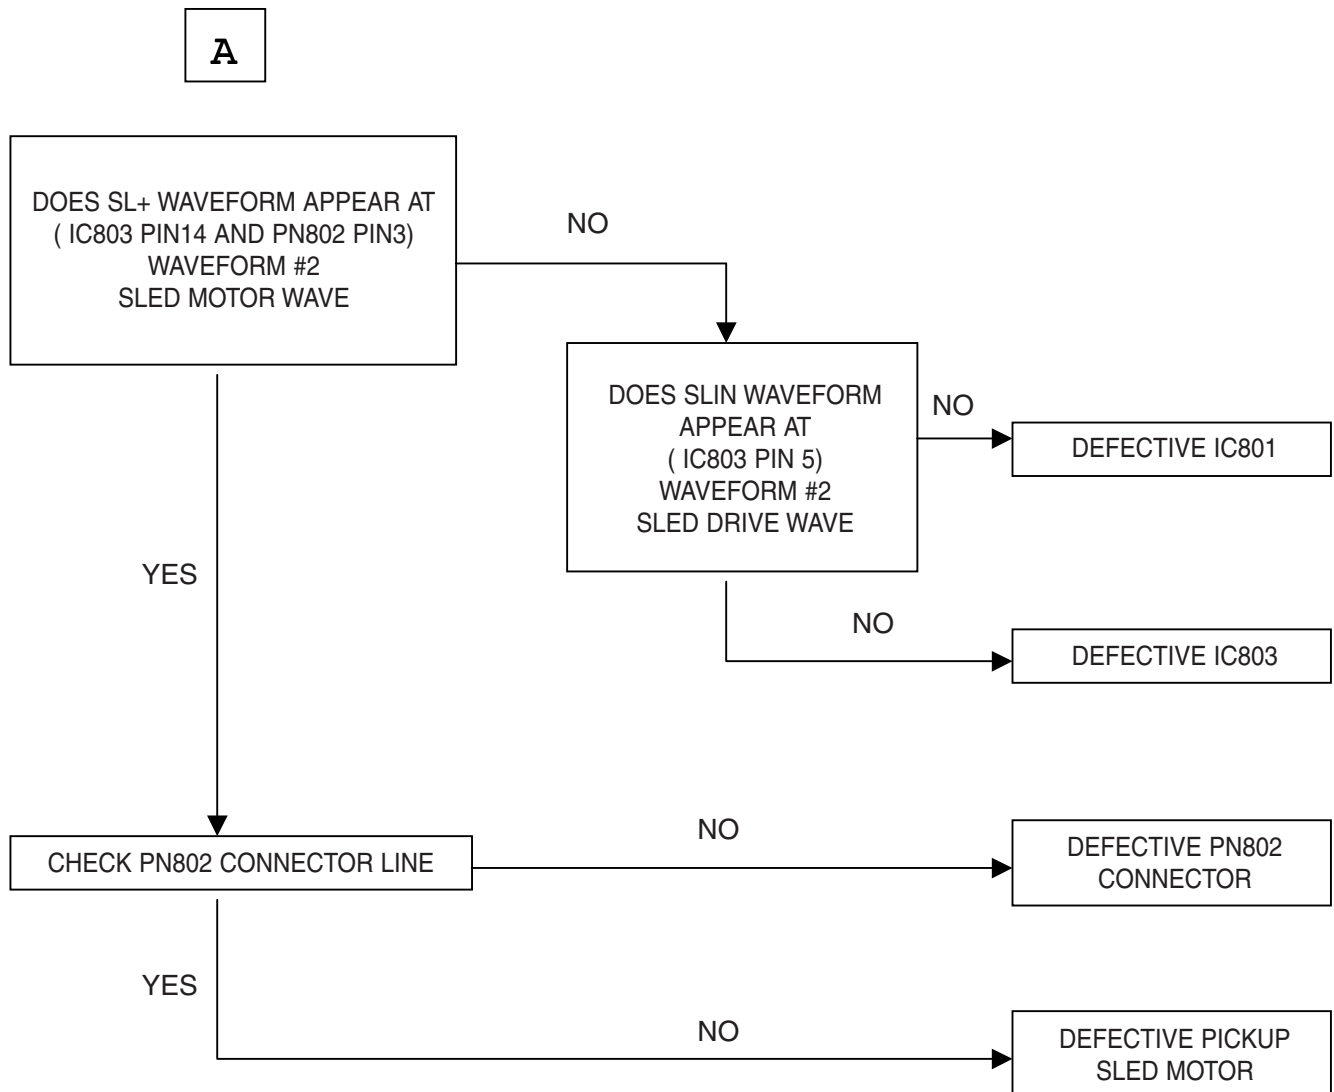 A
DOES SL+ WAVEFORM APPEAR AT
( IC803 PIN14 AND PN802 PIN3)
WAVEFORM #2
SLED MOTOR WAVE
NO
DOES SLIN WAVEFORM
APPEAR AT
( IC803 PIN 5)
WAVEFORM #2
SLED DRIVE WAVE
NO
DEFECTIVE IC801
YES
NO
DEFECTIVE IC803
CHECK PN802 CONNECTOR LINE
NO
DEFECTIVE PN802
CONNECTOR
YES
NO
DEFECTIVE PICKUP
SLED MOTOR